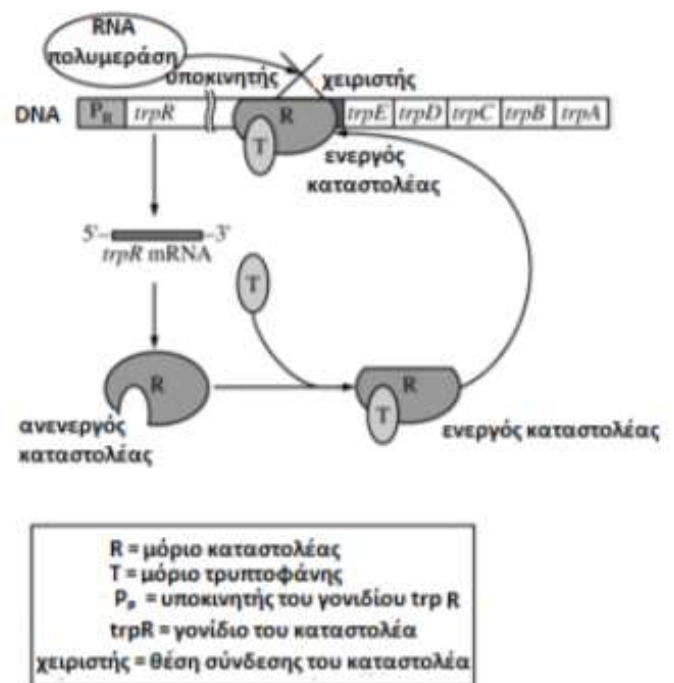 RNA
πολυμεράση
υποκινητής χειριστής
DNA P_R trpR R trpE trpD trpC trpB trpA
T
ενεργός
καταστολέας
5'- -3'
trpR mRNA
T
R R
T
ανενεργός
καταστολέας
ενεργός καταστολέας
R = μόριο καταστολέας
T = μόριο τρυπτοφάνης
P_R = υποκινητής του γονιδίου trp R
trpR = γονίδιο του καταστολέα
χειριστής = θέση σύνδεσης του καταστολέα